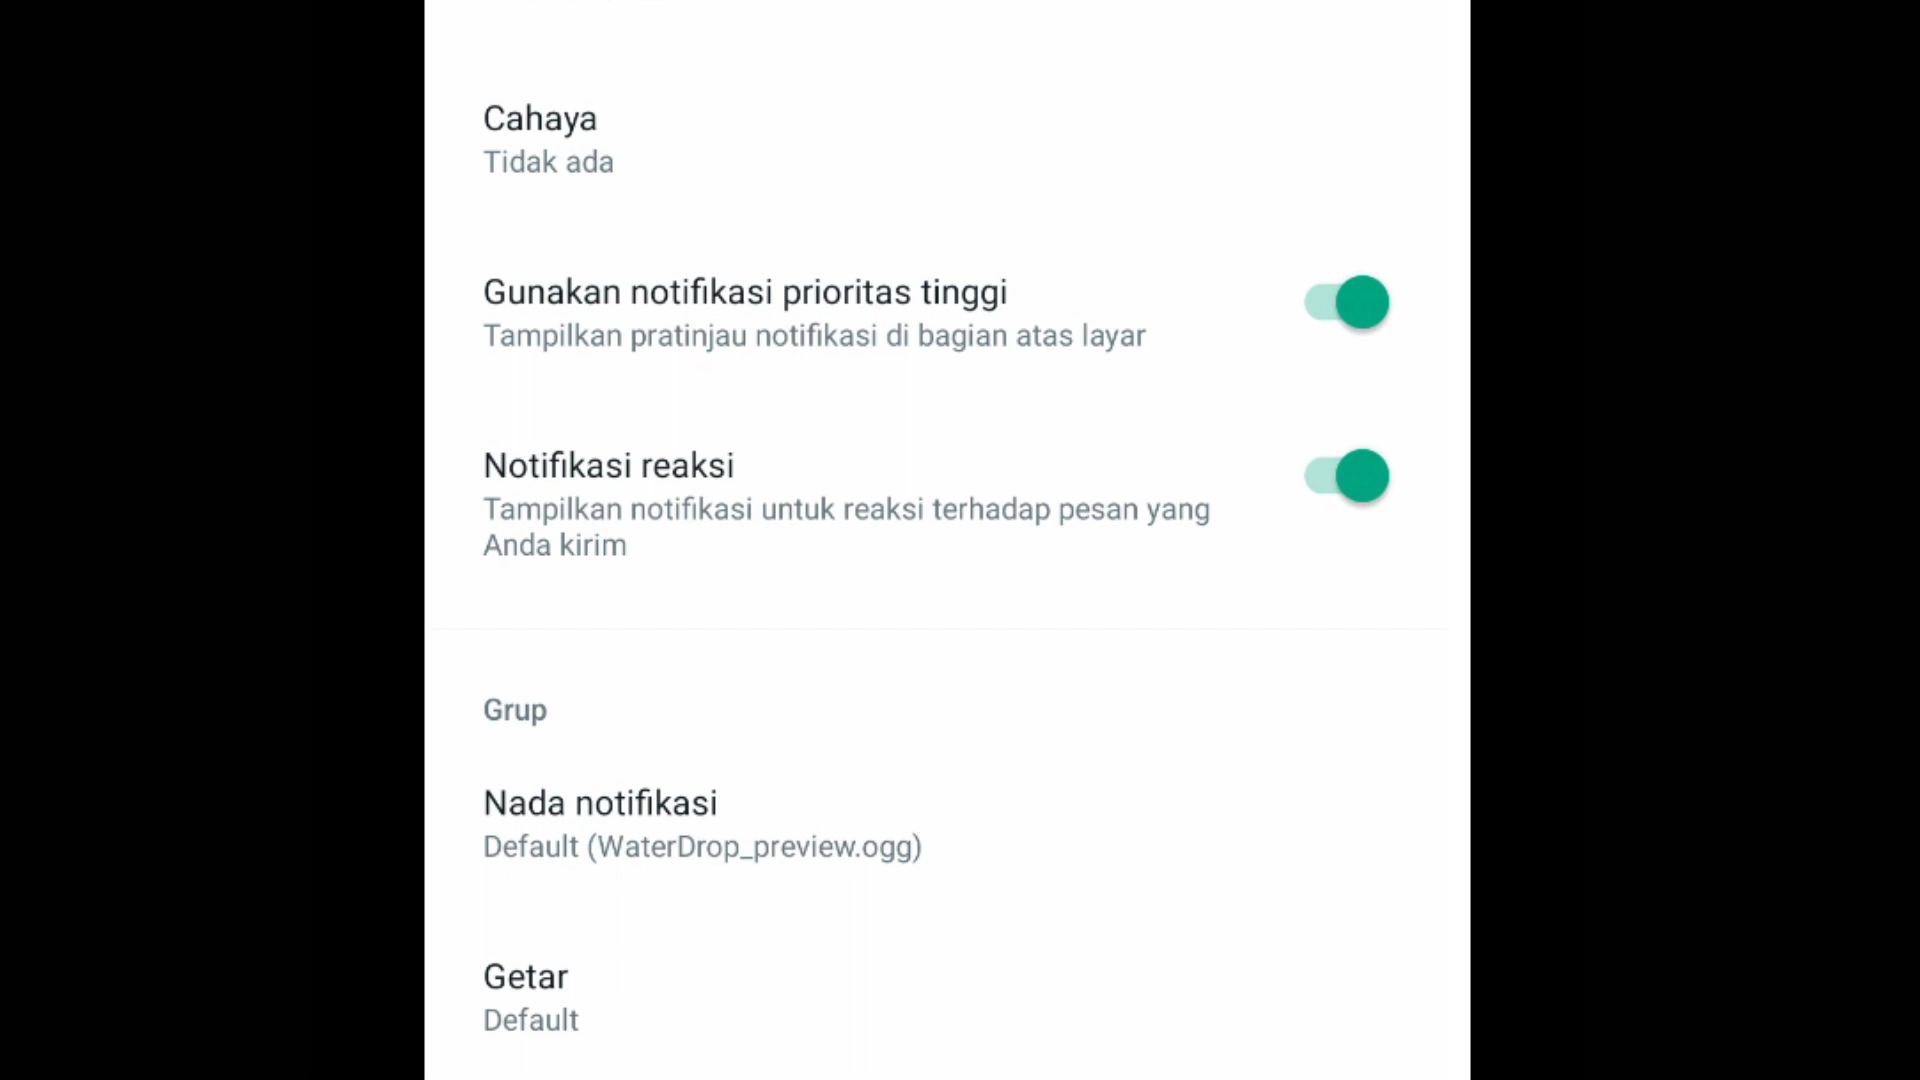 Cahaya
Tidak ada
Gunakan notifikasi prioritas tinggi
Tampilkan pratinjau notifikasi di bagian atas layar
Notifikasi reaksi
Tampilkan notifikasi untuk reaksi terhadap pesan yang
Anda kirim
Grup
Nada notifikasi
Default (WaterDrop_preview.ogg)
Getar
Default